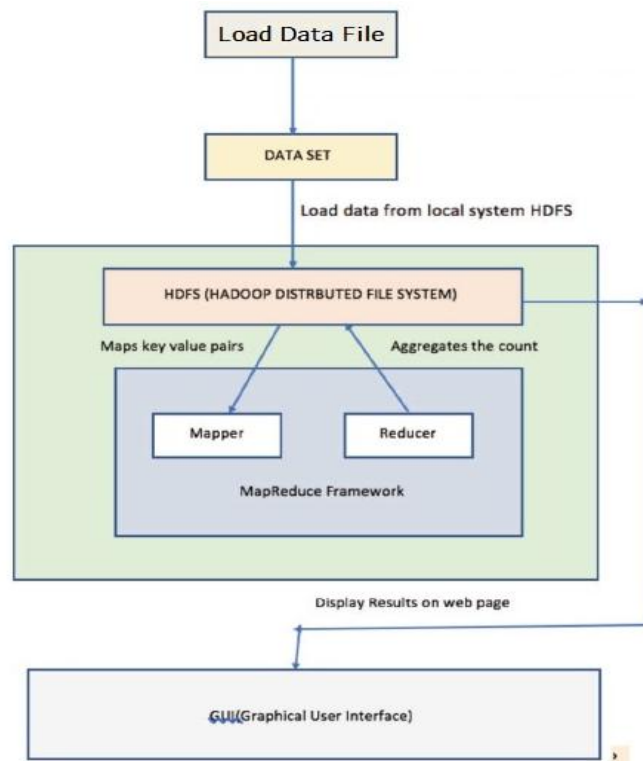 Load Data File
DATA SET
Load data from local system HDFS
HDFS (HADOOP DISTRBUTED FILE SYSTEM)
Maps key value pairs
Aggregates the count
Mapper
Reducer
MapReduce Framework
Display Results on web page
GUI(Graphical User Interface)